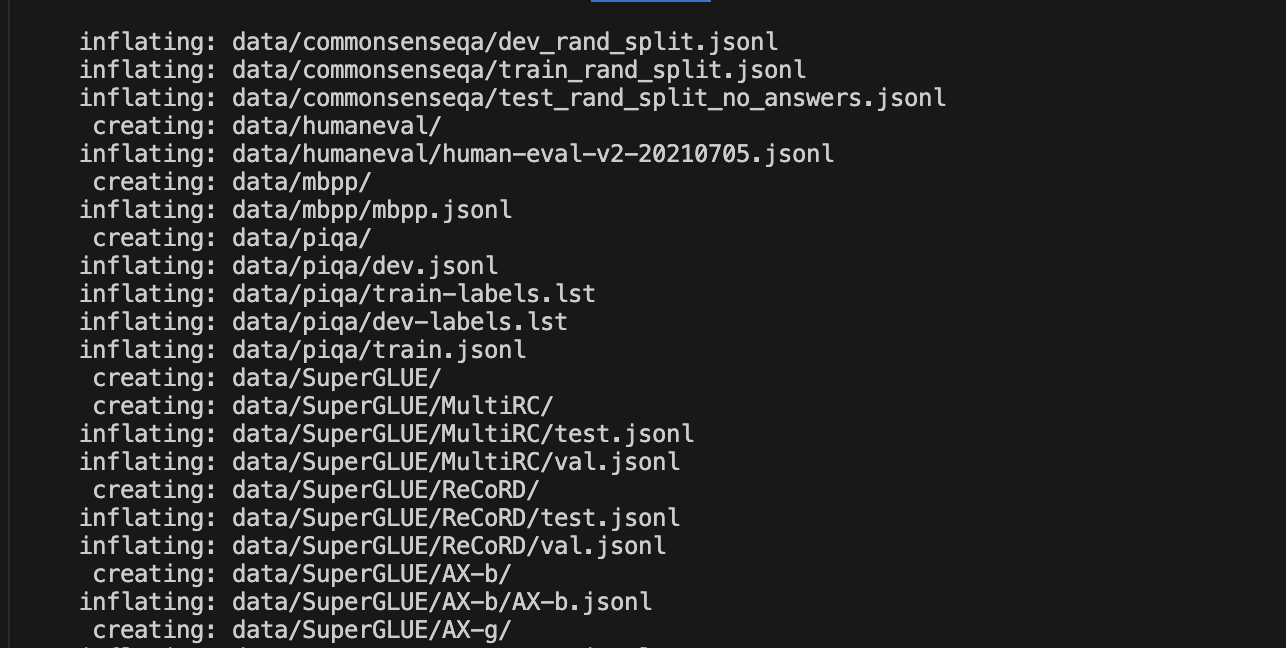 inflating: data/commonsenseqa/dev_rand_split.jsonl
inflating: data/commonsenseqa/train_rand_split.jsonl
inflating: data/commonsenseqa/test_rand_split_no_answers.jsonl
creating: data/humaneval/
inflating: data/humaneval/human-eval-v2-20210705.jsonl
creating: data/mbpp/
inflating: data/mbpp/mbpp.jsonl
creating: data/piqa/
inflating: data/piqa/dev.jsonl
inflating: data/piqa/train-labels.lst
inflating: data/piqa/dev-labels.lst
inflating: data/piqa/train.jsonl
creating: data/SuperGLUE/
creating: data/SuperGLUE/MultiRC/
inflating: data/SuperGLUE/MultiRC/test.jsonl
inflating: data/SuperGLUE/MultiRC/val.jsonl
creating: data/SuperGLUE/ReCoRD/
inflating: data/SuperGLUE/ReCoRD/test.jsonl
inflating: data/SuperGLUE/ReCoRD/val.jsonl
creating: data/SuperGLUE/AX-b/
inflating: data/SuperGLUE/AX-b/AX-b.jsonl
creating: data/SuperGLUE/AX-g/